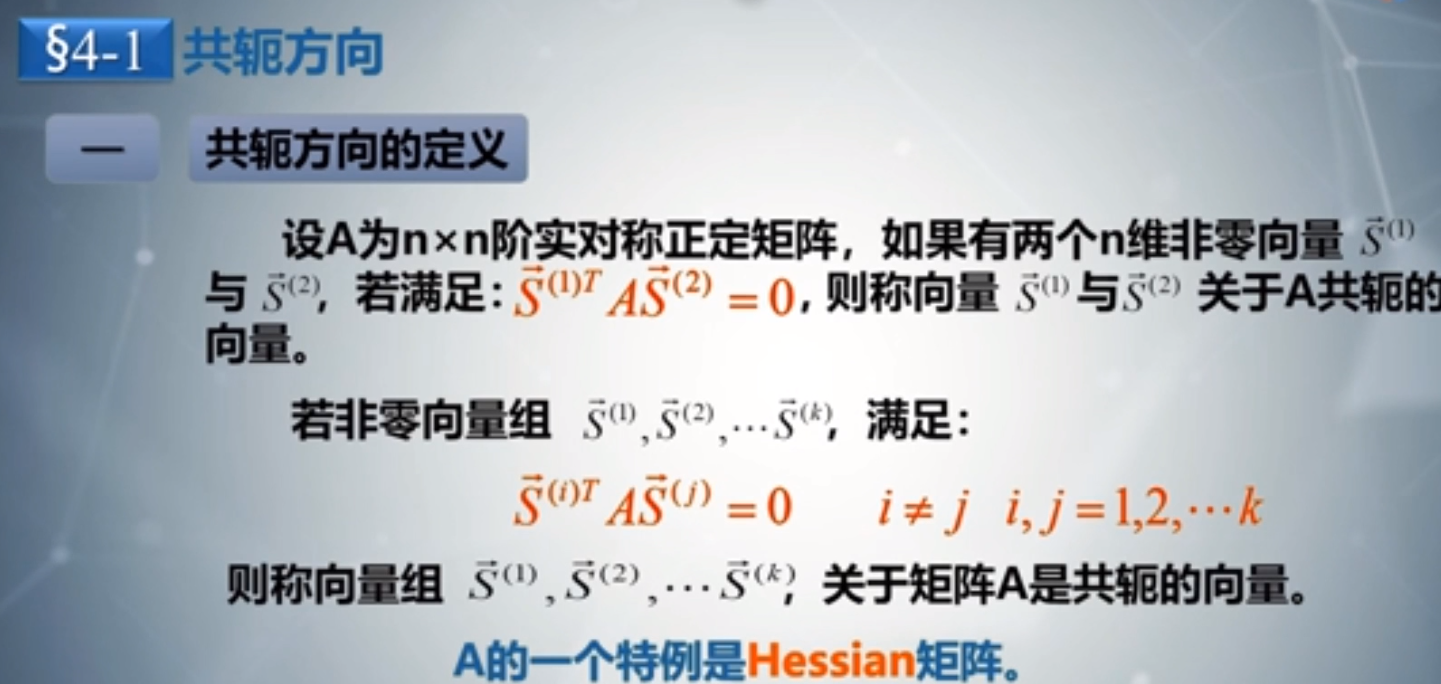 §4-1 共轭方向
一 共轭方向的定义
设A为n×n阶实对称正定矩阵，如果有两个n维非零向量 $\vec{S}^{(1)}$
与 $\vec{S}^{(2)}$，若满足：$\vec{S}^{(1)T} A\vec{S}^{(2)} = 0$，则称向量 $\vec{S}^{(1)}$ 与 $\vec{S}^{(2)}$ 关于A共轭的
向量。
若非零向量组 $\vec{S}^{(1)},\vec{S}^{(2)},\cdots\vec{S}^{(k)}$，满足：
$\vec{S}^{(i)T} A\vec{S}^{(j)} = 0 \quad i \neq j \quad i,j=1,2,\cdots k$
则称向量组 $\vec{S}^{(1)},\vec{S}^{(2)},\cdots\vec{S}^{(k)}$；关于矩阵A是共轭的向量。
A的一个特例是Hessian矩阵。